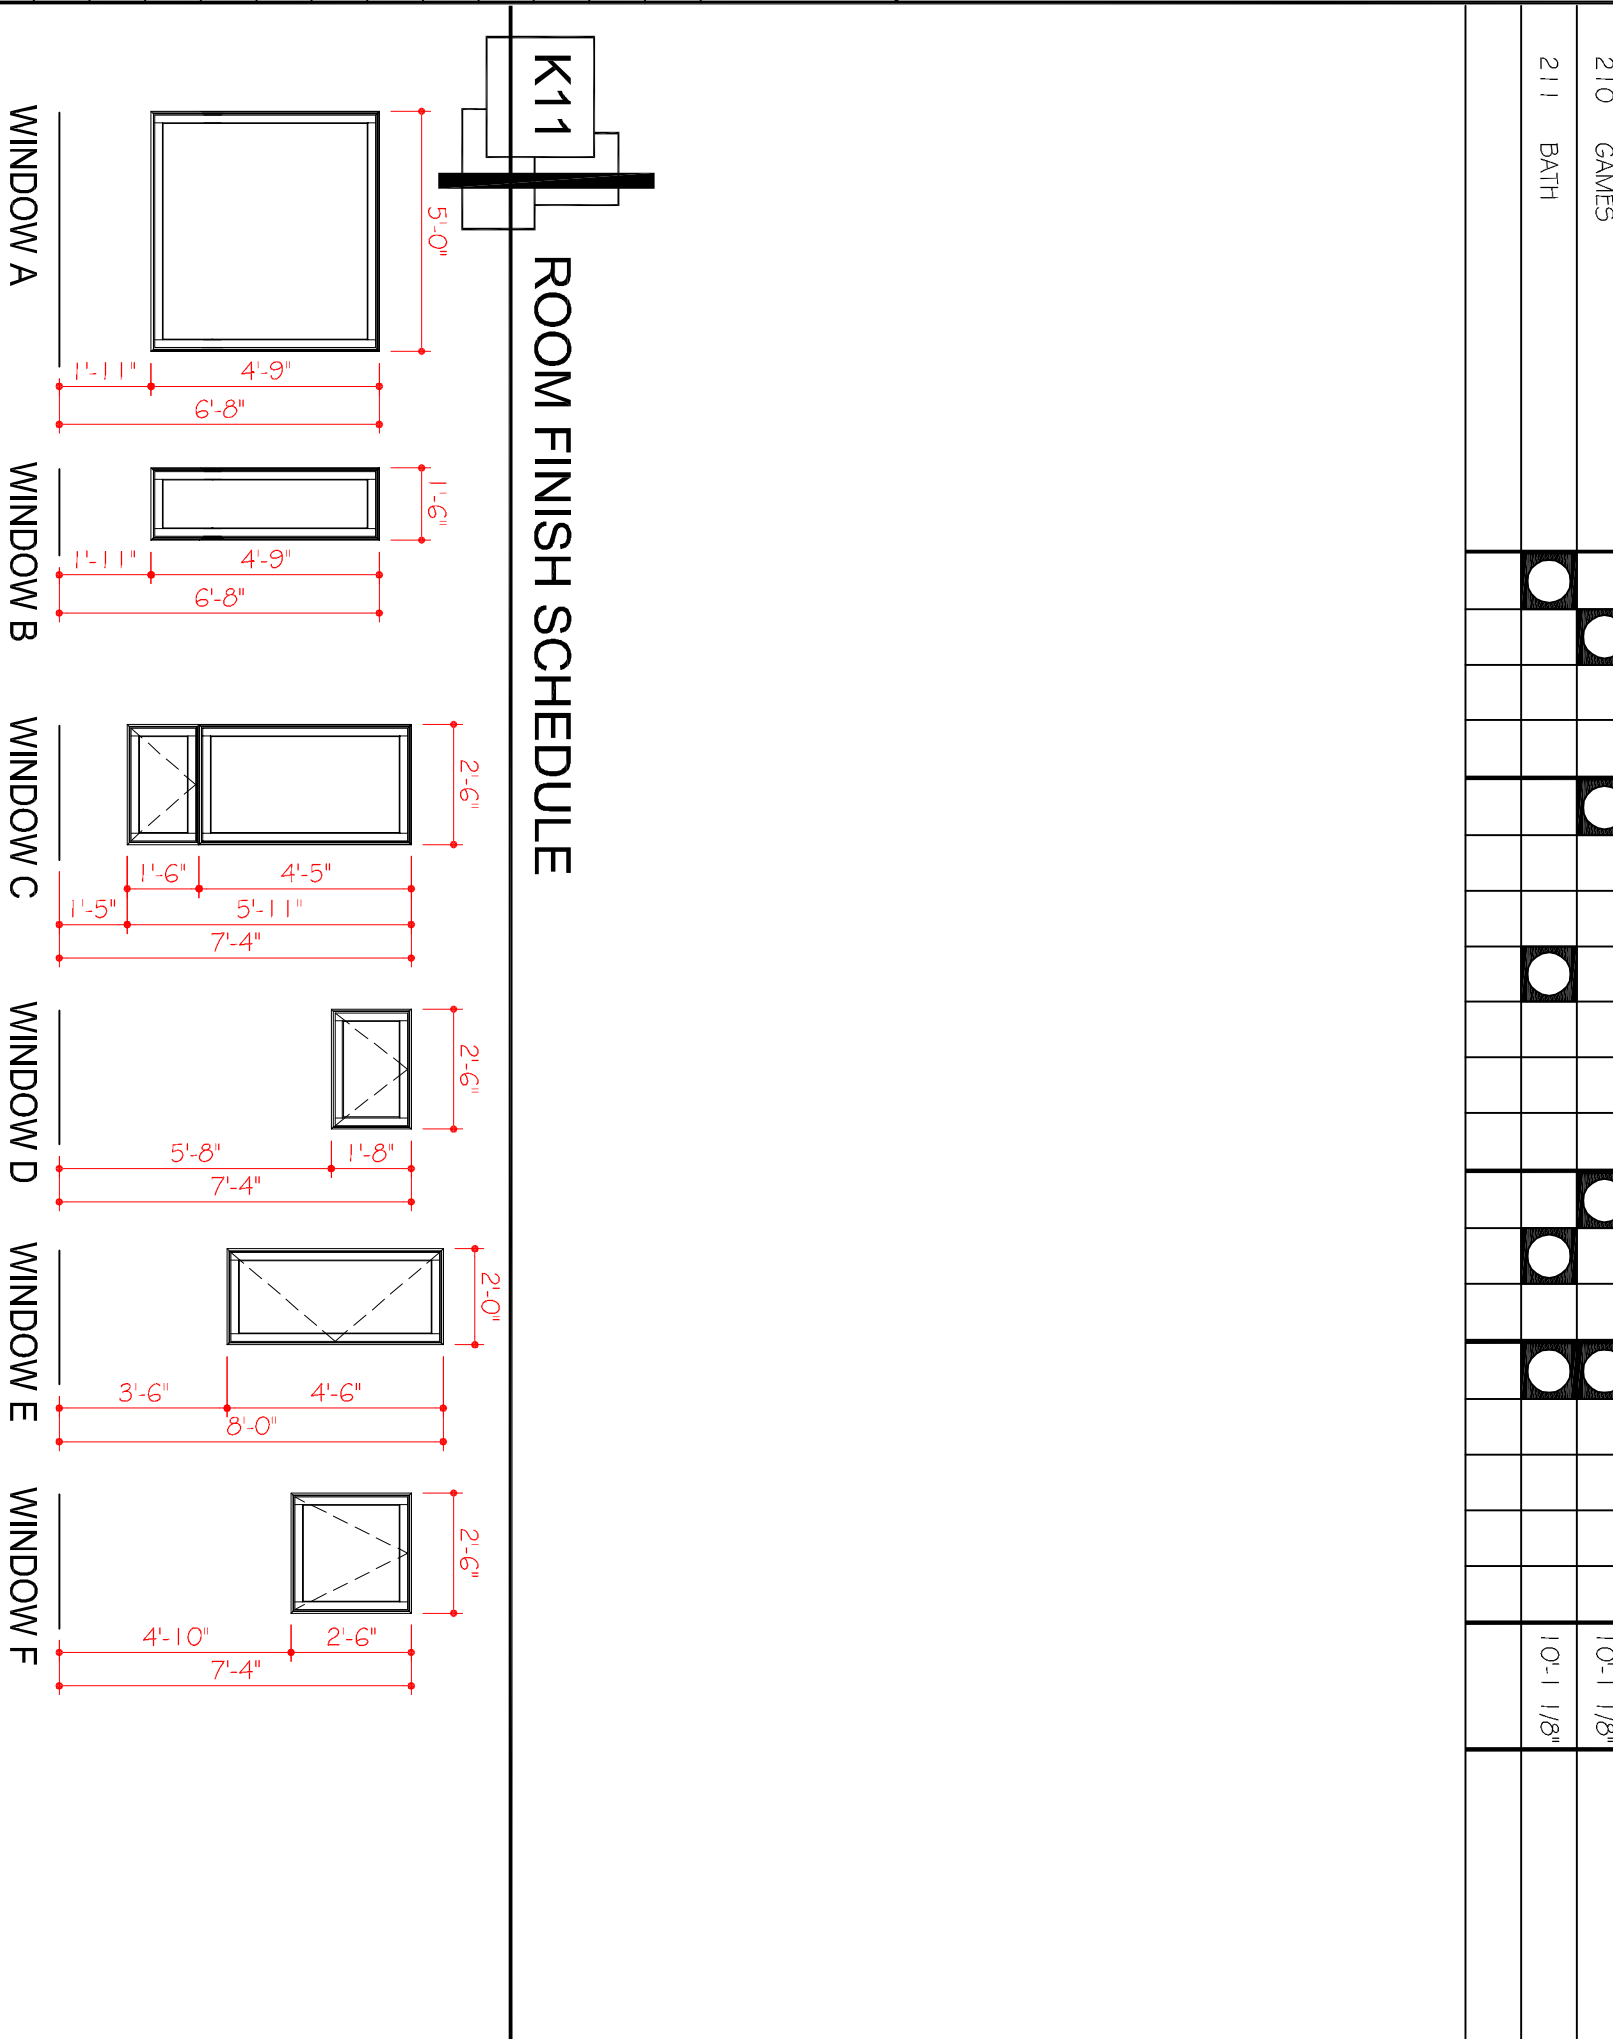 210 GAMES 10'-1 1/8"
211 BATH 10'-1 1/8"
K11 ROOM FINISH SCHEDULE
5'-0"
4'-9"
1'-11"
6'-8"
WINDOW A
1'-6"
4'-9"
1'-11"
6'-8"
WINDOW B
2'-6"
4'-5"
1'-6"
5'-11"
1'-5"
7'-4"
WINDOW C
2'-6"
1'-8"
5'-8"
7'-4"
WINDOW D
2'-0"
4'-6"
3'-6"
8'-0"
WINDOW E
2'-6"
2'-6"
4'-10"
7'-4"
WINDOW F